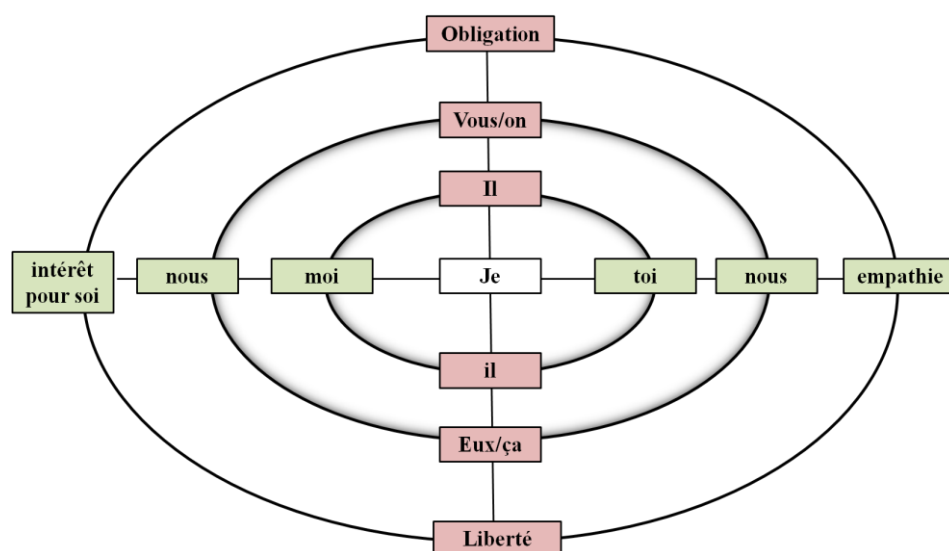 Obligation
Vous/on
Il
intérêt
pour soi
nous
moi
Je
toi
nous
empathie
il
Eux/ça
Liberté